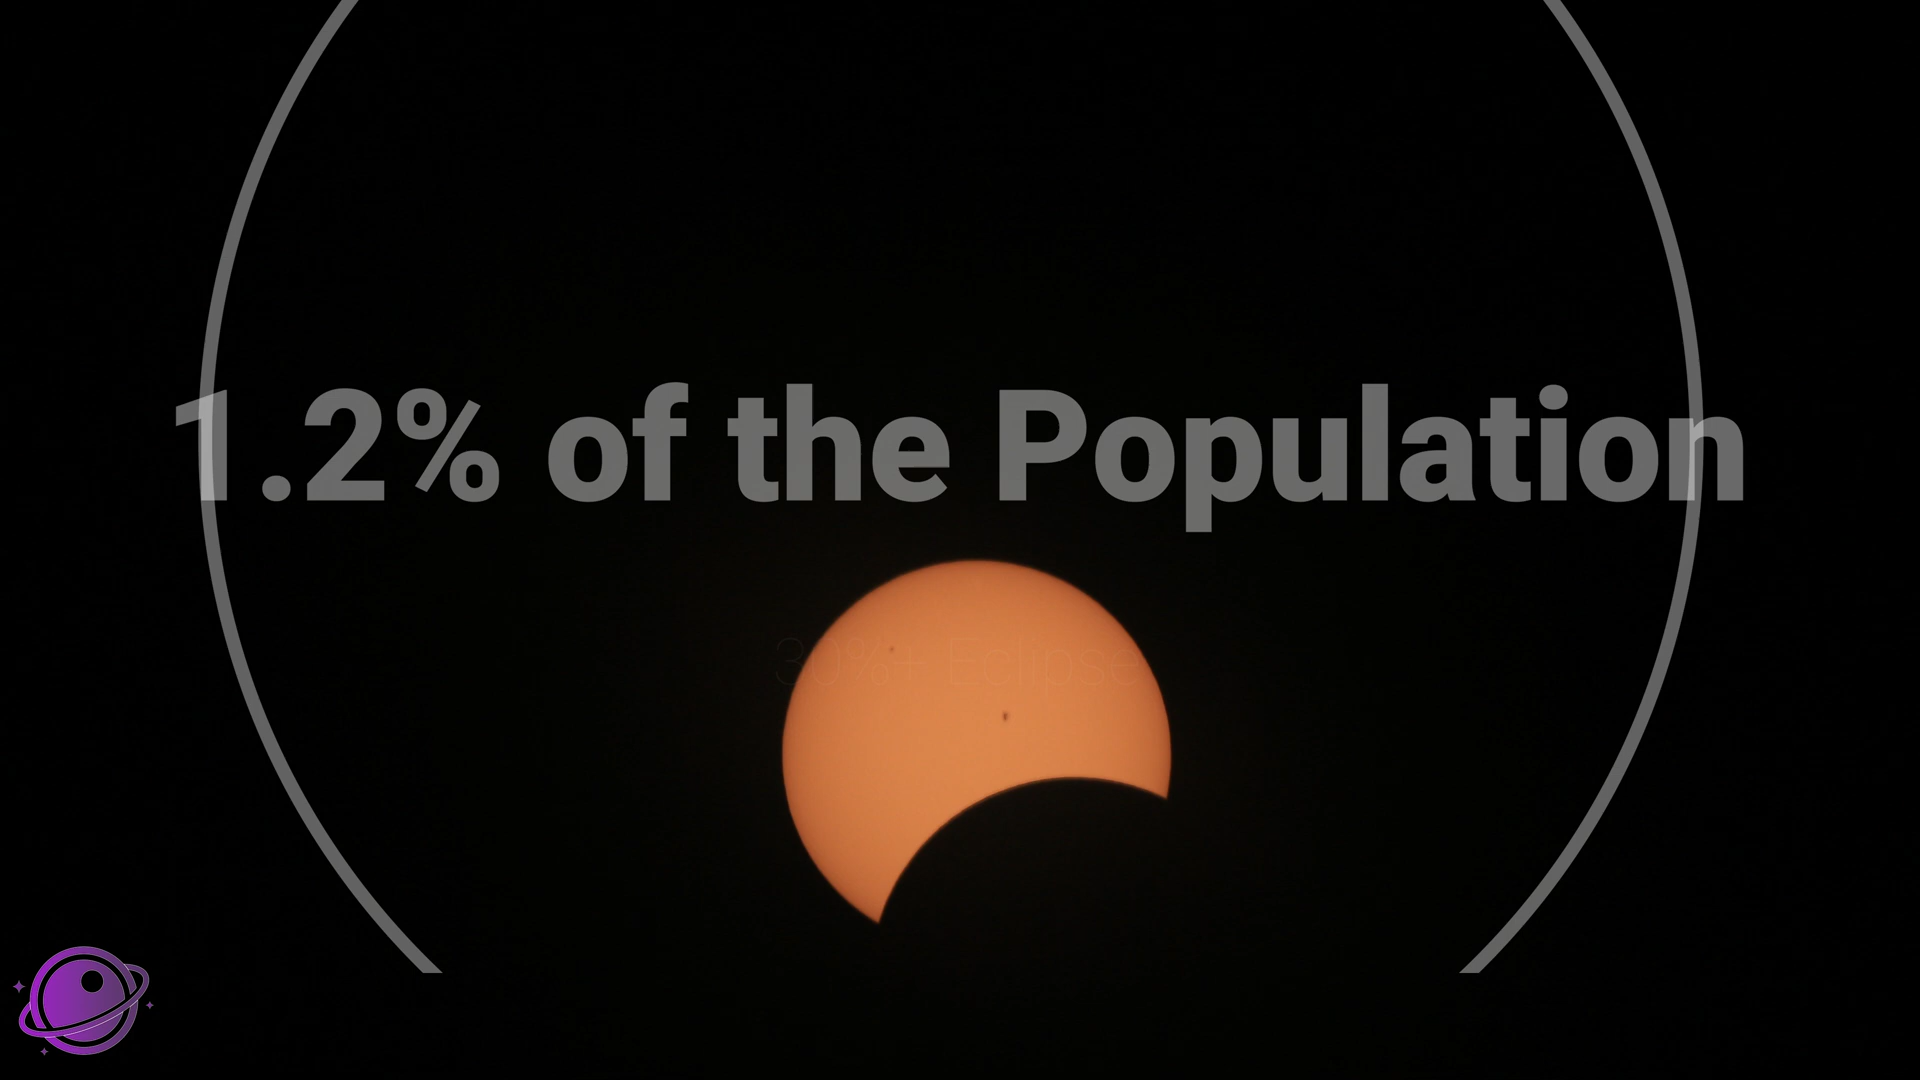 1.2% of the Population
30%+ Eclipse